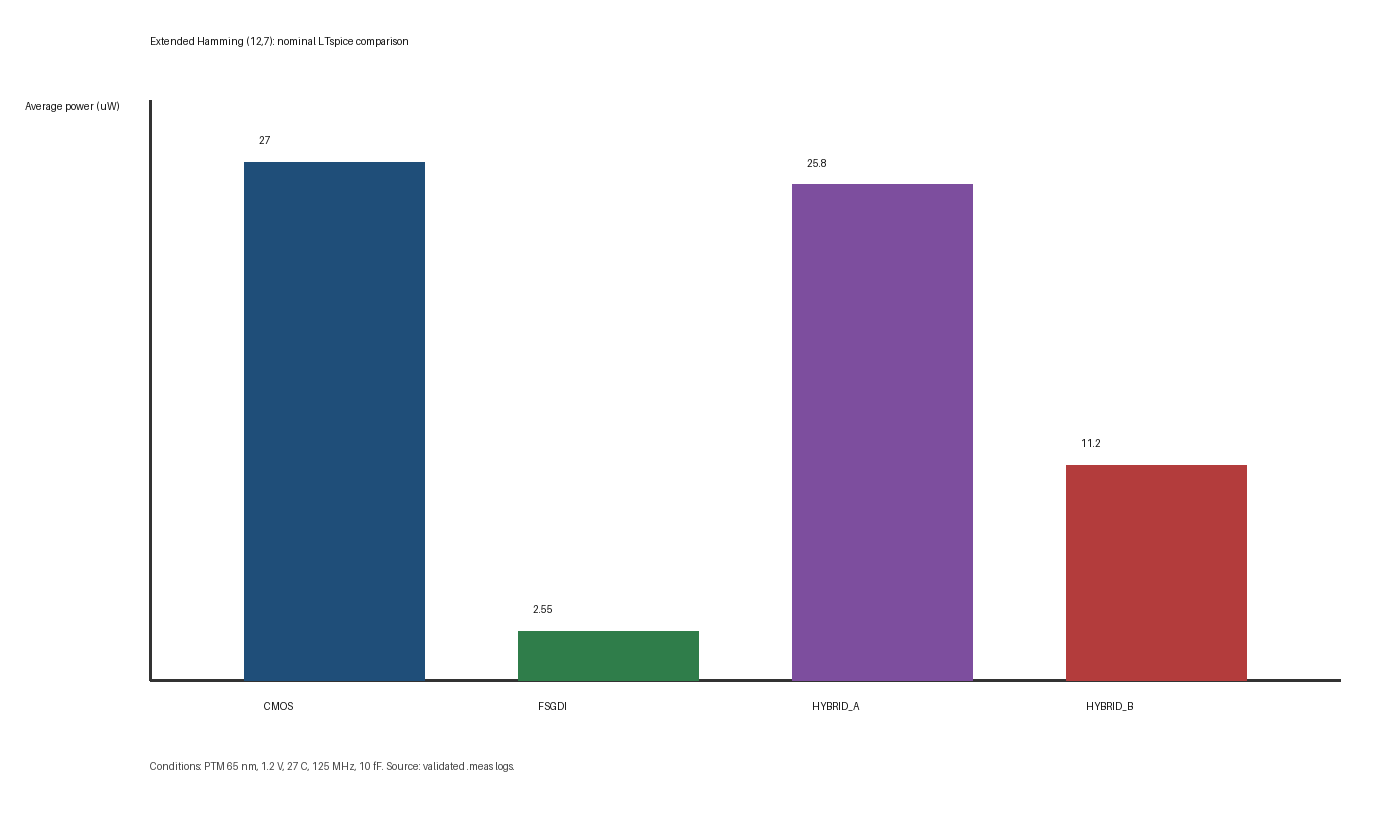 Extended Hamming (12,7): nominal LTspice comparison
Average power (uW)
27
25.8
11.2
2.55
CMOS FSGDI HYBRID_A HYBRID_B
Conditions: PTM 65 nm, 1.2 V, 27 C, 125 MHz, 10 fF. Source: validated .meas logs.